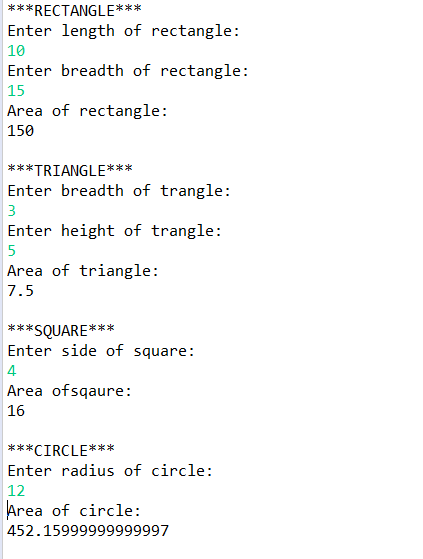 ***RECTANGLE***
Enter length of rectangle:
10
Enter breadth of rectangle:
15
Area of rectangle:
150
***TRIANGLE***
Enter breadth of trangle:
3
Enter height of trangle:
5
Area of triangle:
7.5
***SQUARE***
Enter side of square:
4
Area ofsqaure:
16
***CIRCLE***
Enter radius of circle:
12
Area of circle:
452.15999999999997